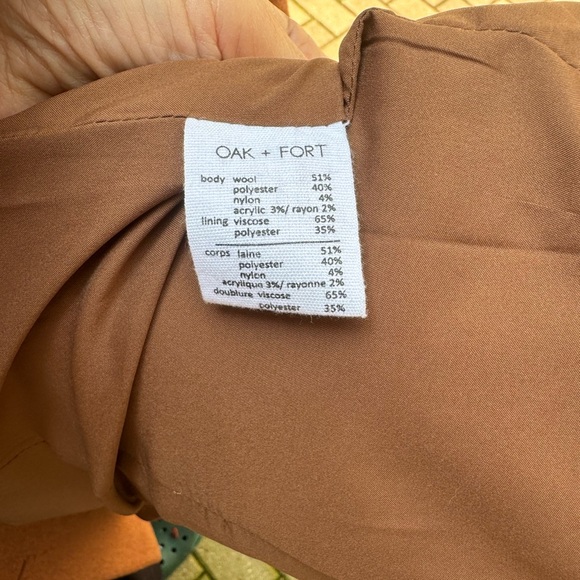 OAK + FORT
body wool 51%
polyester 40%
nylon 4%
acrylic 3%/ rayon 2%
lining viscose 65%
polyester 35%
corps laine 51%
polyester 40%
nylon 4%
acryliqua 3%/ rayonne 2%
doublure viscose 65%
polyester 35%